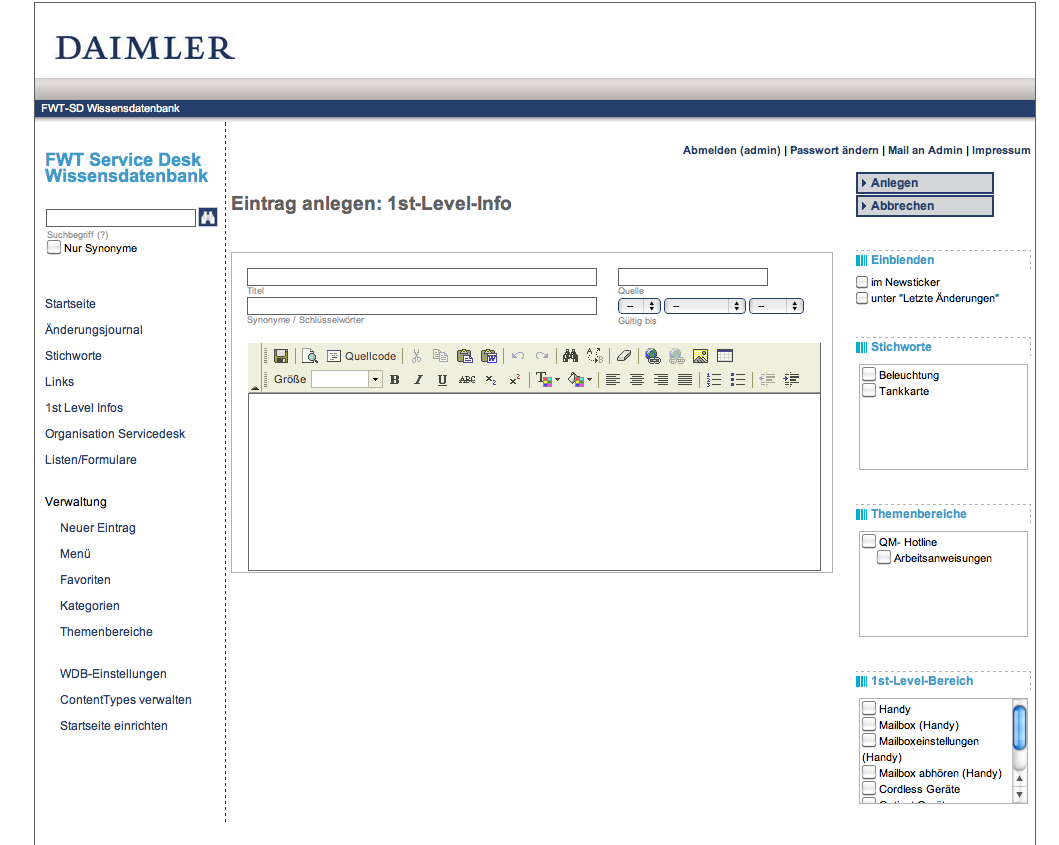 DAIMLER
FWT-SD Wissensdatenbank
Abmelden (admin) | Passwort ändern | Mail an Admin | Impressum
FWT Service Desk
Wissensdatenbank
Suchbegriff (?)
Nur Synonyme
Startseite
Änderungsjournal
Stichworte
Links
1st Level Infos
Organisation Servicedesk
Listen/Formulare
Verwaltung
Neuer Eintrag
Menü
Favoriten
Kategorien
Themenbereiche
WDB-Einstellungen
ContentTypes verwalten
Startseite einrichten
Eintrag anlegen: 1st-Level-Info
Titel
Quelle
Synonyme / Schlüsselwörter
-- -- --
Gültig bis
Quellcode
Größe B I U ABC x2 x2
Anlegen
Abbrechen
Einblenden
im Newsticker
unter "Letzte Änderungen"
Stichworte
Beleuchtung
Tankkarte
Themenbereiche
QM- Hotline
Arbeitsanweisungen
1st-Level-Bereich
Handy
Mailbox (Handy)
Mailboxeinstellungen
(Handy)
Mailbox abhören (Handy)
Cordless Geräte